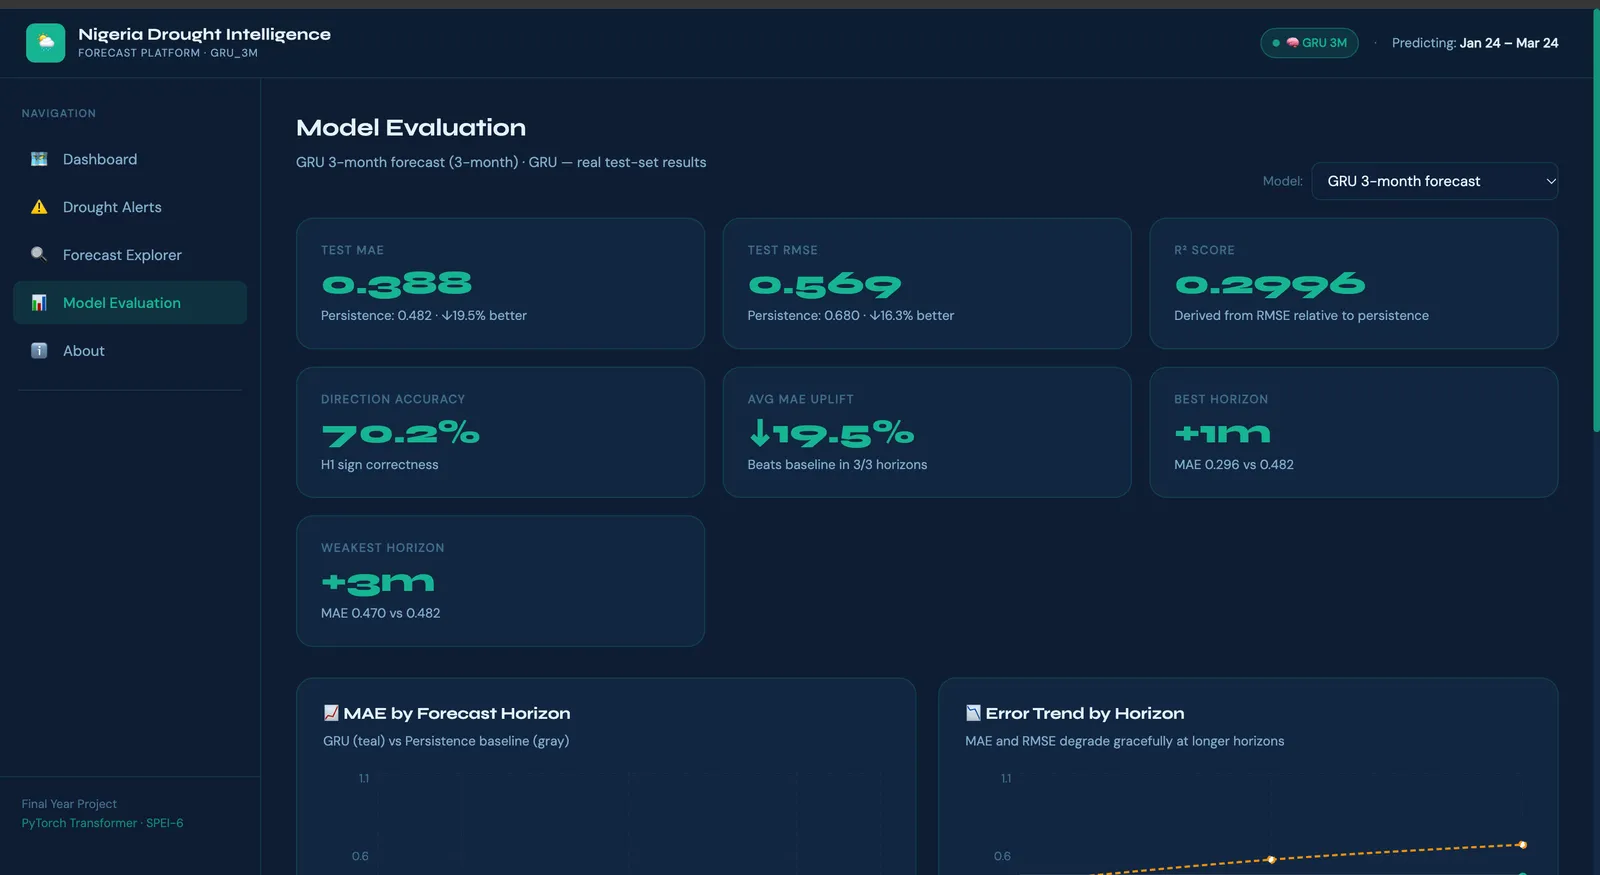 Nigeria Drought Intelligence
FORECAST PLATFORM · GRU_3M
GRU 3M
·
Predicting: Jan 24 – Mar 24
NAVIGATION
Dashboard
Drought Alerts
Forecast Explorer
Model Evaluation
About
Final Year Project
PyTorch Transformer · SPEI-6
Model Evaluation
GRU 3-month forecast (3-month) · GRU — real test-set results
Model:
GRU 3-month forecast
TEST MAE
0.388
Persistence: 0.482 · ↓19.5% better
TEST RMSE
0.569
Persistence: 0.680 · ↓16.3% better
R² SCORE
0.2996
Derived from RMSE relative to persistence
DIRECTION ACCURACY
70.2%
H1 sign correctness
AVG MAE UPLIFT
↓19.5%
Beats baseline in 3/3 horizons
BEST HORIZON
+1m
MAE 0.296 vs 0.482
WEAKEST HORIZON
+3m
MAE 0.470 vs 0.482
MAE by Forecast Horizon
GRU (teal) vs Persistence baseline (gray)
1.1
0.6
Error Trend by Horizon
MAE and RMSE degrade gracefully at longer horizons
1.1
0.6